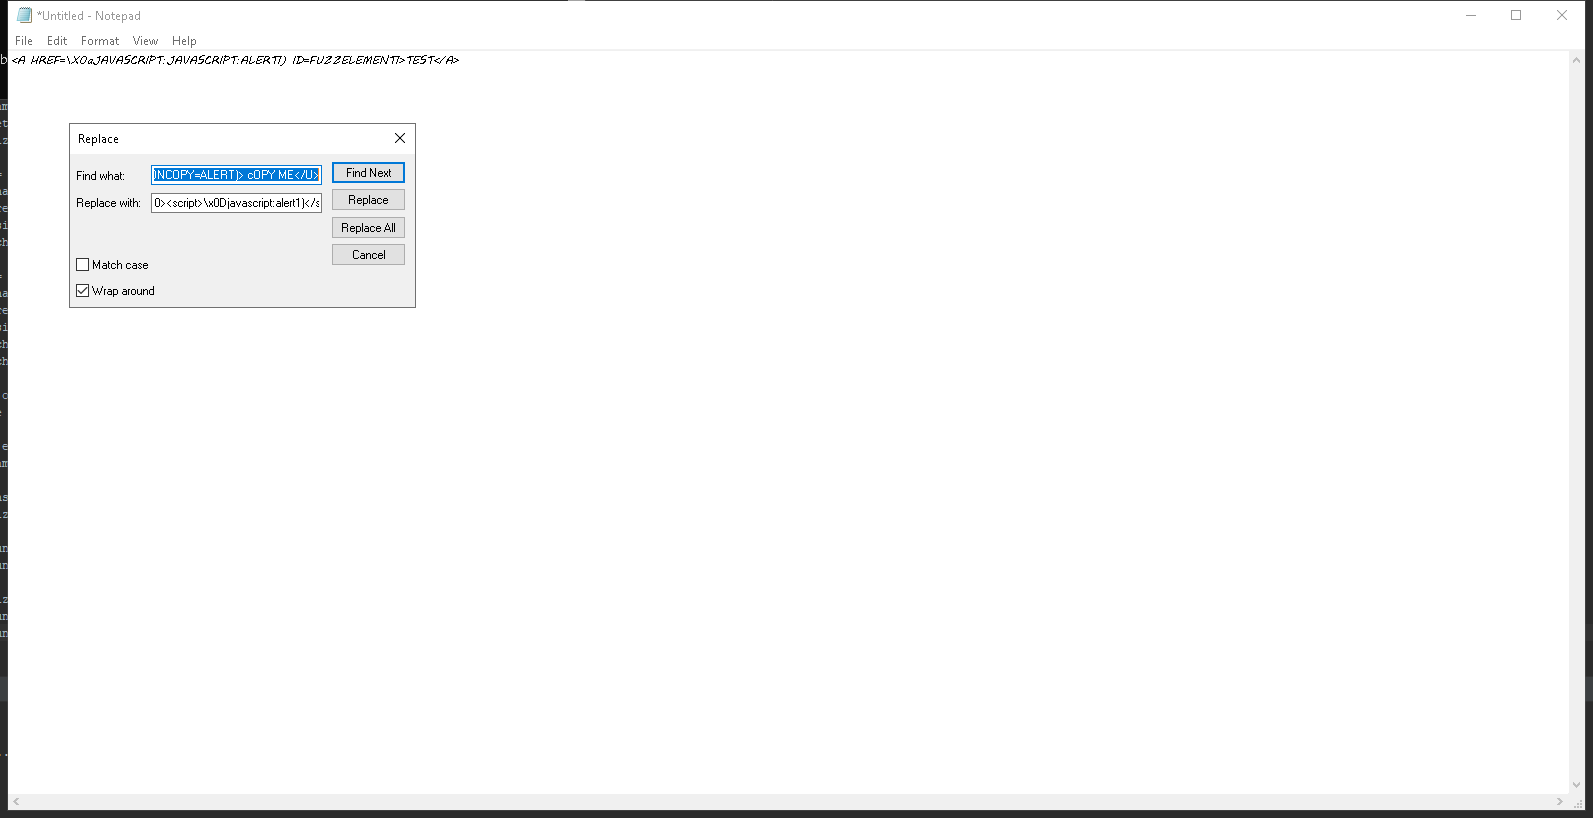 *Untitled - Notepad
File Edit Format View Help
<A HREF=\X0aJAVASCRIPT:JAVASCRIPT:ALERT1) ID=FUZZELEMENT1>TEST</A>
Replace
Find what: )NCOPY=ALERT)> cOPY ME</U>
Find Next
Replace with: 0><script>\x0Djavascript:alert1)</s
Replace
Replace All
Cancel
Match case
Wrap around